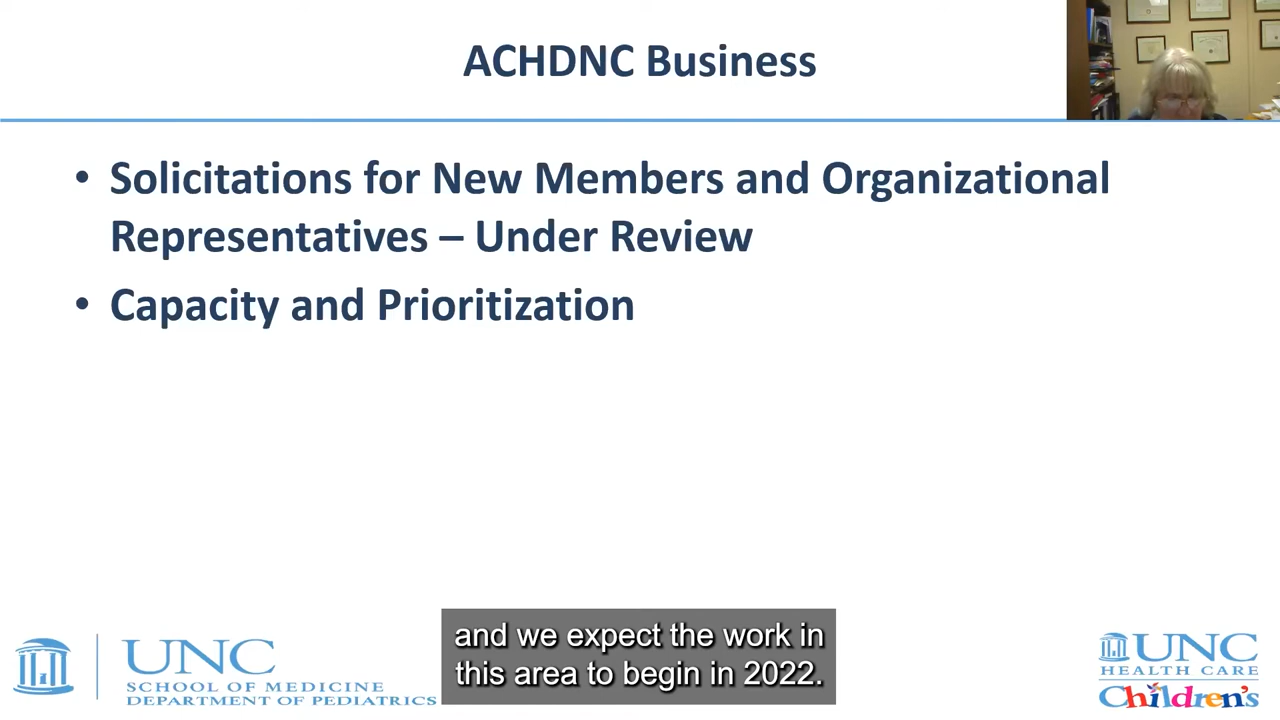 ACHDNC Business
• Solicitations for New Members and Organizational
Representatives – Under Review
• Capacity and Prioritization
and we expect the work in
this area to begin in 2022.
UNC
SCHOOL OF MEDICINE
DEPARTMENT OF PEDIATRICS
UNC
HEALTH CARE
Children's